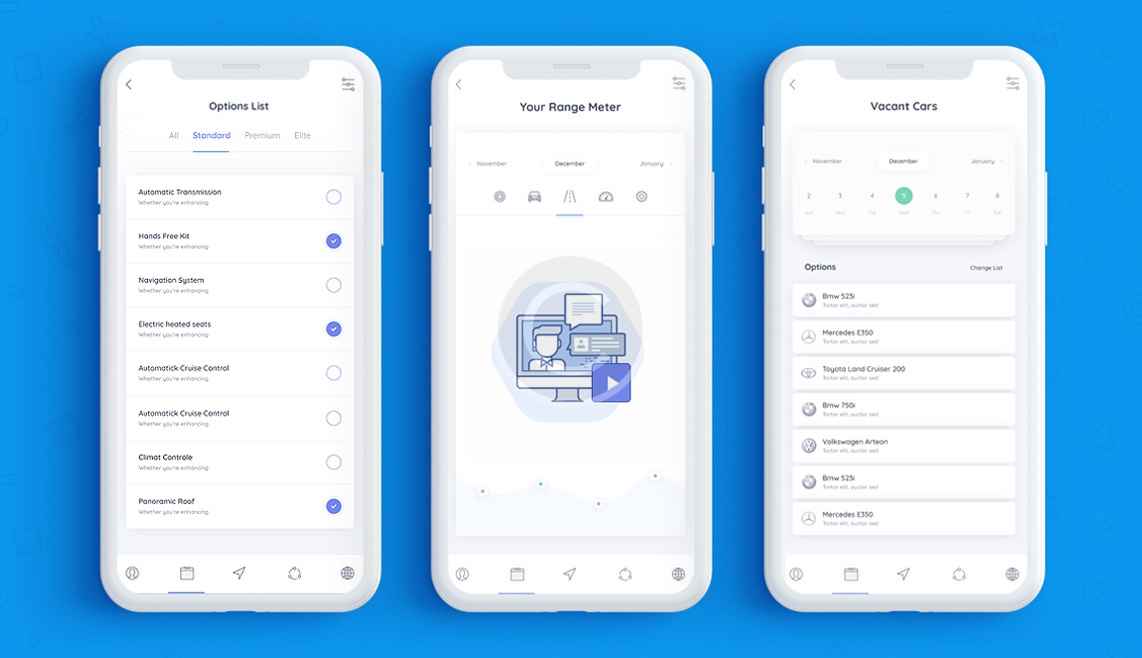 Options List
All Standard Premium Elite
Automatic Transmission
Whether you're enhancing
Hands Free Kit
Whether you're enhancing
Navigation System
Whether you're enhancing
Electric heated seats
Whether you're enhancing
Automatick Cruise Control
Whether you're enhancing
Automatick Cruise Control
Whether you're enhancing
Climat Controle
Whether you're enhancing
Panoramic Roof
Whether you're enhancing
Your Range Meter
November December January
Vacant Cars
November December January
2 3 4 5 6 7 8
Options Change List
Bmw 525i
Tortor elit, auctor sed
Mercedes E350
Tortor elit, auctor sed
Toyota Land Cruiser 200
Tortor elit, auctor sed
Bmw 750i
Tortor elit, auctor sed
Volkswagen Arteon
Tortor elit, auctor sed
Bmw 525i
Tortor elit, auctor sed
Mercedes E350
Tortor elit, auctor sed